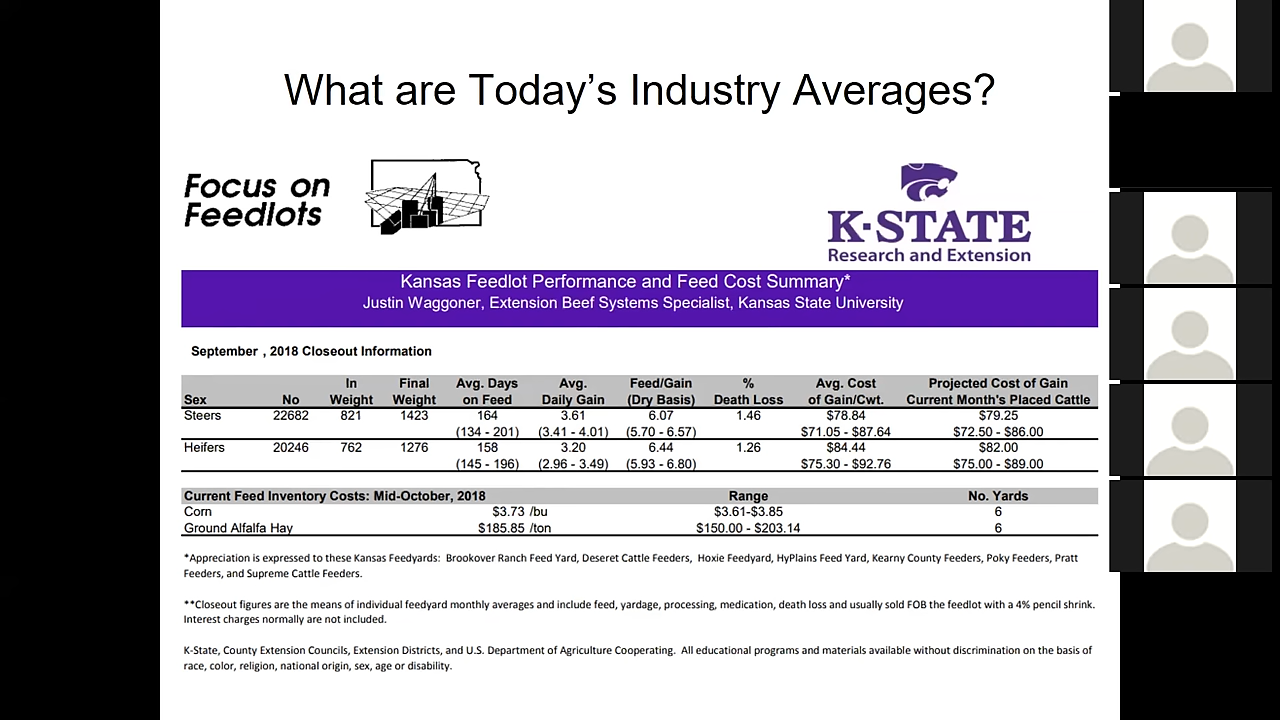 What are Today's Industry Averages?
Focus on
Feedlots
K-STATE
Research and Extension
Kansas Feedlot Performance and Feed Cost Summary*
Justin Waggoner, Extension Beef Systems Specialist, Kansas State University
September , 2018 Closeout Information
In Final Avg. Days Avg. Feed/Gain % Avg. Cost Projected Cost of Gain
Sex No Weight Weight on Feed Daily Gain (Dry Basis) Death Loss of Gain/Cwt. Current Month's Placed Cattle
Steers 22682 821 1423 164 3.61 6.07 1.46 $78.84 $79.25
(134 - 201) (3.41 - 4.01) (5.70 - 6.57) $71.05 - $87.64 $72.50 - $86.00
Heifers 20246 762 1276 158 3.20 6.44 1.26 $84.44 $82.00
(145 - 196) (2.96 - 3.49) (5.93 - 6.80) $75.30 - $92.76 $75.00 - $89.00
Current Feed Inventory Costs: Mid-October, 2018 Range No. Yards
Corn $3.73 /bu $3.61-$3.85 6
Ground Alfalfa Hay $185.85 /ton $150.00 - $203.14 6
*Appreciation is expressed to these Kansas Feedyards: Brookover Ranch Feed Yard, Deseret Cattle Feeders, Hoxie Feedyard, HyPlains Feed Yard, Kearny County Feeders, Poky Feeders, Pratt
Feeders, and Supreme Cattle Feeders.
**Closeout figures are the means of individual feedyard monthly averages and include feed, yardage, processing, medication, death loss and usually sold FOB the feedlot with a 4% pencil shrink.
Interest charges normally are not included.
K-State, County Extension Councils, Extension Districts, and U.S. Department of Agriculture Cooperating. All educational programs and materials available without discrimination on the basis of
race, color, religion, national origin, sex, age or disability.